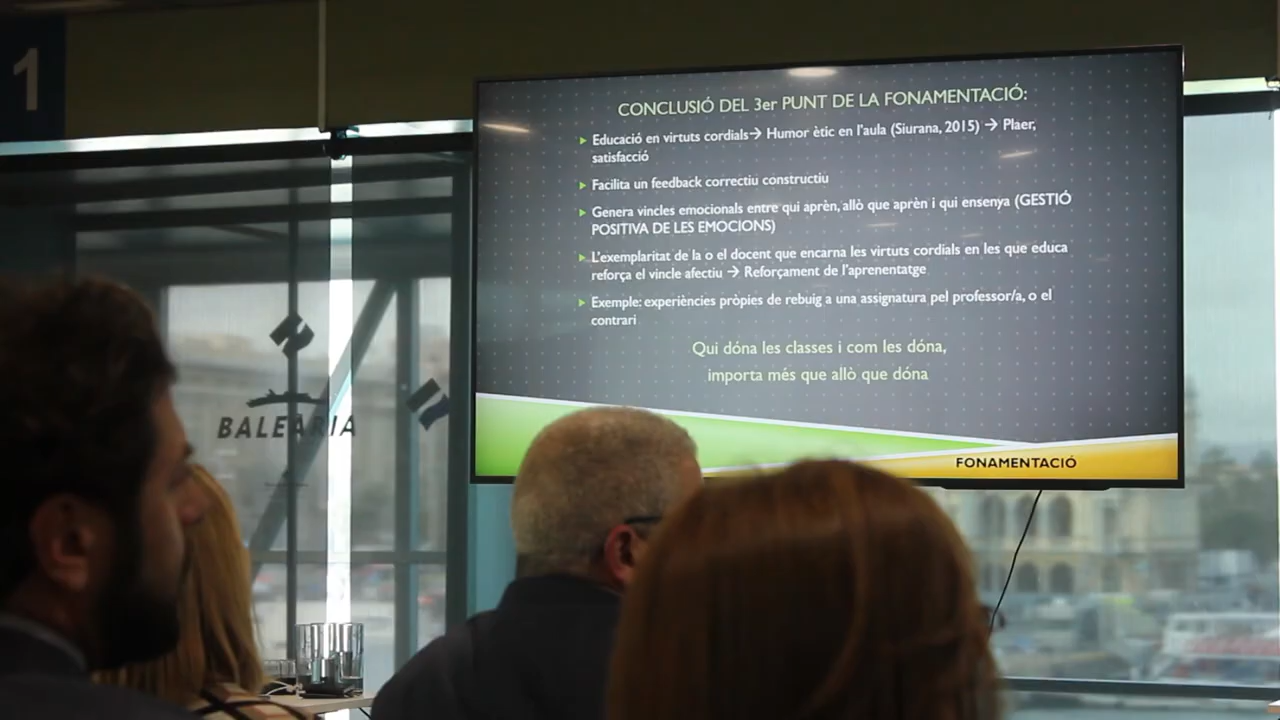 1
CONCLUSIÓ DEL 3er PUNT DE LA FONAMENTACIÓ:
Educació en virtuts cordials→ Humor ètic en l'aula (Siurana, 2015) → Plaer,
satisfacció
Facilita un feedback correctiu constructiu
Genera vincles emocionals entre qui aprèn, allò que aprèn i qui ensenya (GESTIÓ
POSITIVA DE LES EMOCIONS)
L'exemplaritat de la o el docent que encarna les virtuts cordials en les que educa
reforça el vincle afectiu → Reforçament de l'aprenentatge
Exemple: experiències pròpies de rebuig a una assignatura pel professor/a, o el
contrari
Qui dóna les classes i com les dóna,
importa més que allò que dóna
FONAMENTACIÓ
BALEÀRIA